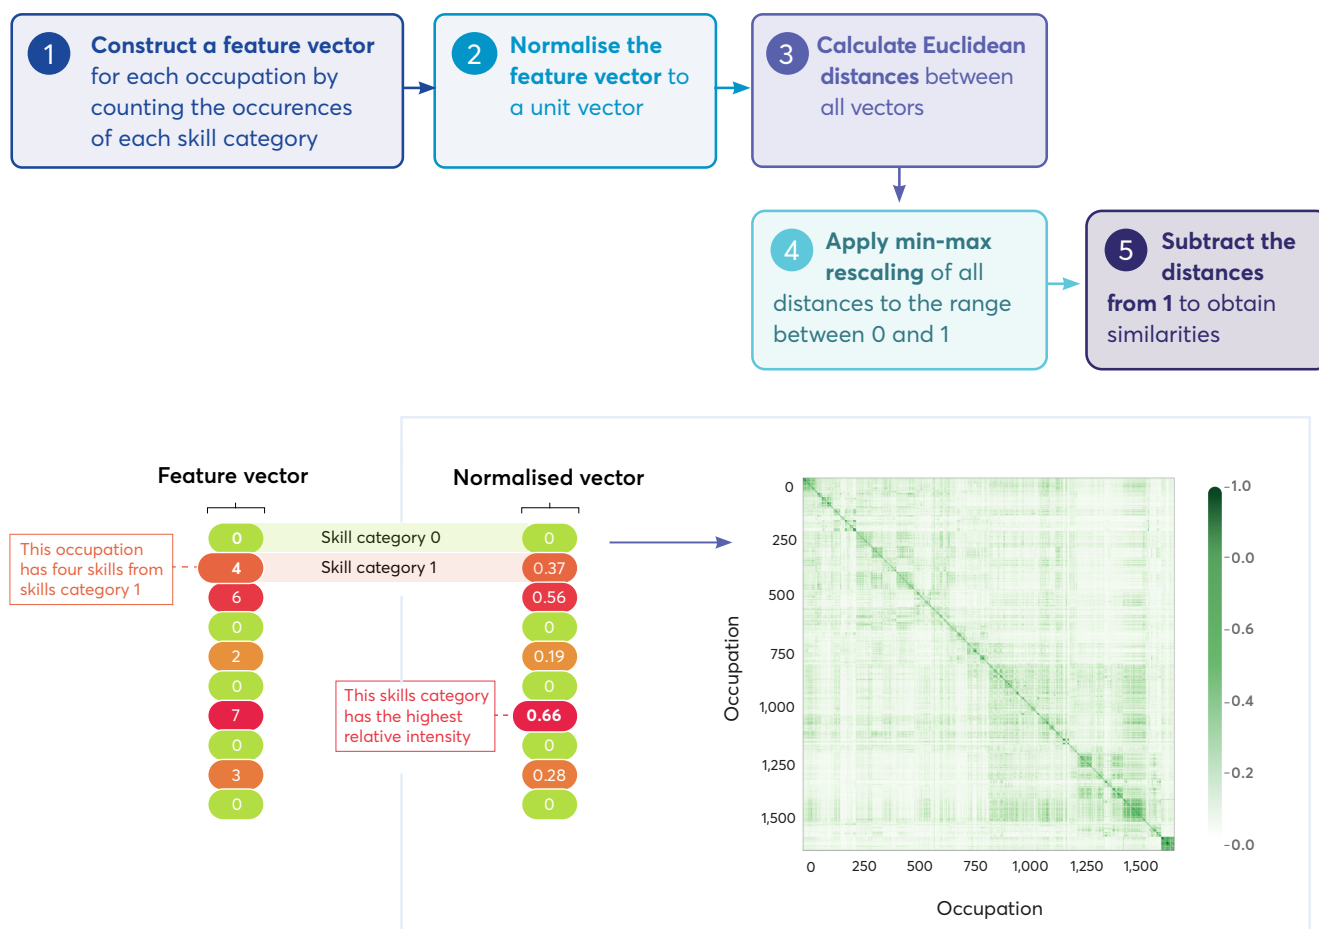 1
Construct a feature vector
for each occupation by
counting the occurences
of each skill category
2
Normalise the
feature vector to
a unit vector
3
Calculate Euclidean
distances between
all vectors
4
Apply min-max
rescaling of all
distances to the range
between 0 and 1
5
Subtract the
distances
from 1 to obtain
similarities
Feature vector
Normalised vector
This occupation
has four skills from
skills category 1
0
4
6
0
2
0
7
0
3
0
Skill category 0
Skill category 1
This skills category
has the highest
relative intensity
0
0.37
0.56
0
0.19
0
0.66
0
0.28
0
Occupation
0
250
500
750
1,000
1,250
1,500
0
250
500
750
1,000
1,250
1,500
Occupation
1.0
0.0
0.6
0.4
0.2
0.0